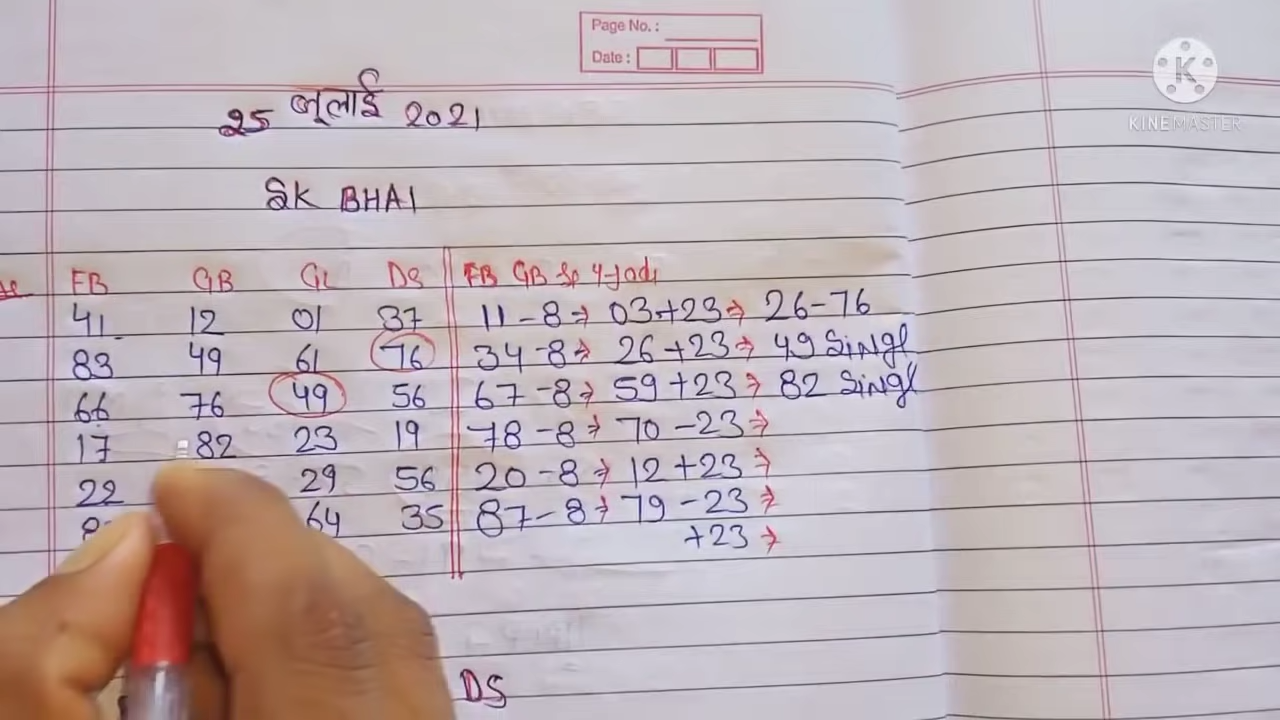 Page No. :
Date :
K
KINEMASTER
25 जूलाई 2021
SK BHAI
FB GB GL DS FB GB Se 4-Jodi
41 12 01 37 11-8⇒ 03+23⇒ 26-76
83 49 61 76 34-8⇒ 26+23⇒ 49 Singl
66 76 49 56 67-8⇒ 59+23⇒ 82 Singl
17 82 23 19 78-8⇒ 70-23⇒
22 29 56 20-8⇒ 12+23⇒
64 35 87-8⇒ 79-23⇒
+23⇒
DS